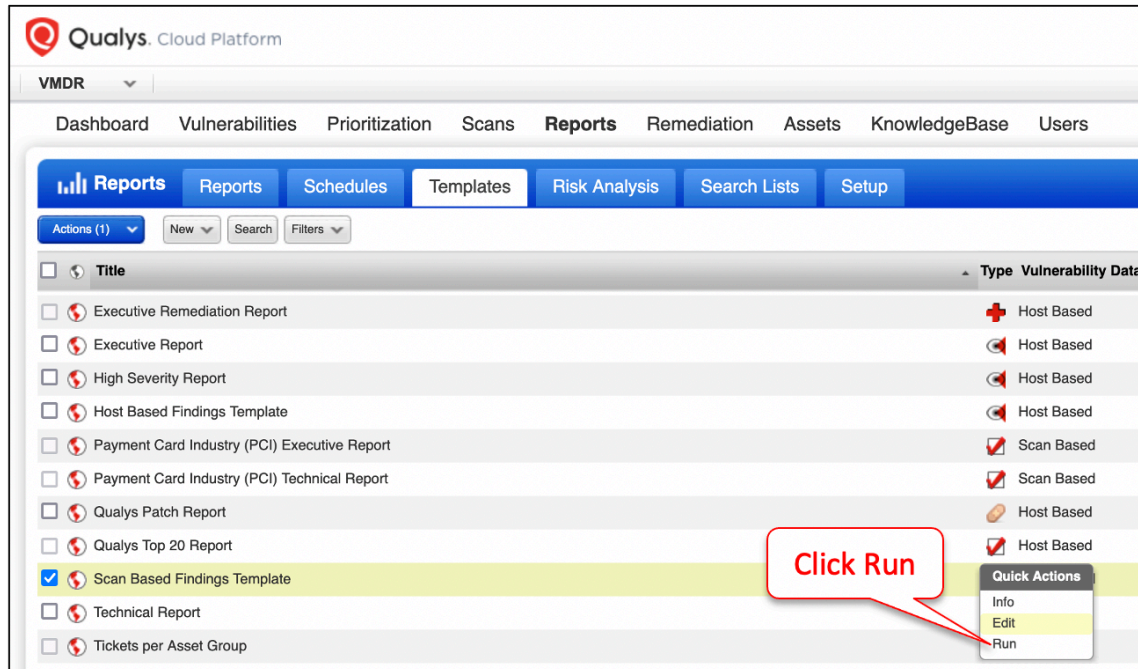 Qualys. Cloud Platform
VMDR
Dashboard Vulnerabilities Prioritization Scans Reports Remediation Assets KnowledgeBase Users
Reports Reports Schedules Templates Risk Analysis Search Lists Setup
Actions (1) New Search Filters
Title Type Vulnerability Data
Executive Remediation Report Host Based
Executive Report Host Based
High Severity Report Host Based
Host Based Findings Template Host Based
Payment Card Industry (PCI) Executive Report Scan Based
Payment Card Industry (PCI) Technical Report Scan Based
Qualys Patch Report Host Based
Qualys Top 20 Report Host Based
Click Run
Scan Based Findings Template Quick Actions
Info
Technical Report Edit
Run
Tickets per Asset Group